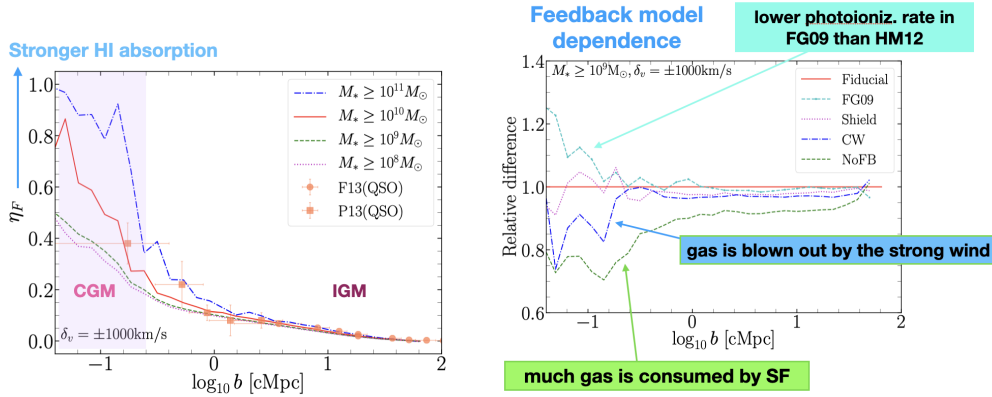 Stronger HI absorption
η_F
1.0
0.8
0.6
0.4
0.2
0.0
M_* ≥ 10^11 M_⊙
M_* ≥ 10^10 M_⊙
M_* ≥ 10^9 M_⊙
M_* ≥ 10^8 M_⊙
F13(QSO)
P13(QSO)
CGM
IGM
δ_v = ±1000km/s
−1
0
1
2
log_10 b [cMpc]
Feedback model
dependence
lower photoioniz. rate in
FG09 than HM12
Relative difference
1.4
1.2
1.0
0.8
0.6
M_* ≥ 10^9 M_⊙, δ_v = ±1000km/s
Fiducial
FG09
Shield
CW
NoFB
gas is blown out by the strong wind
−1
0
1
2
log_10 b [cMpc]
much gas is consumed by SF